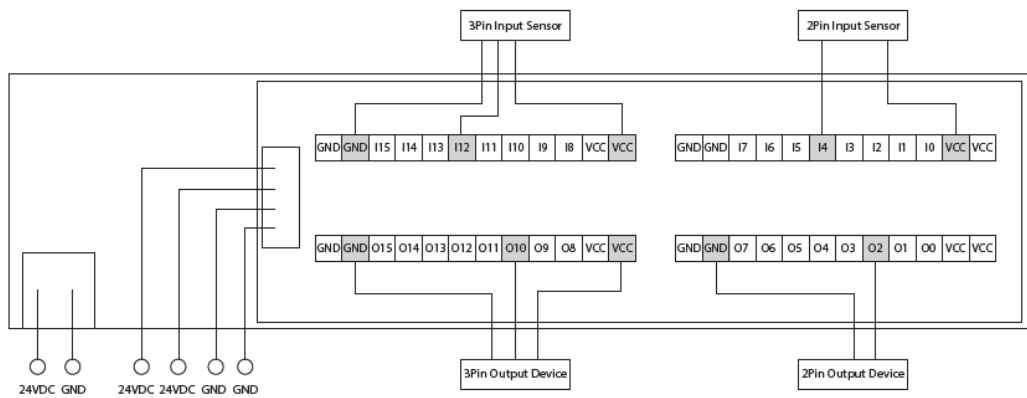 3Pin Input Sensor 2Pin Input Sensor
GND GND I15 I14 I13 I12 I11 I10 I9 I8 VCC VCC GND GND I7 I6 I5 I4 I3 I2 I1 I0 VCC VCC
GND GND O15 O14 O13 O12 O11 O10 O9 O8 VCC VCC GND GND O7 O6 O5 O4 O3 O2 O1 O0 VCC VCC
3Pin Output Device 2Pin Output Device
24VDC GND 24VDC 24VDC GND GND